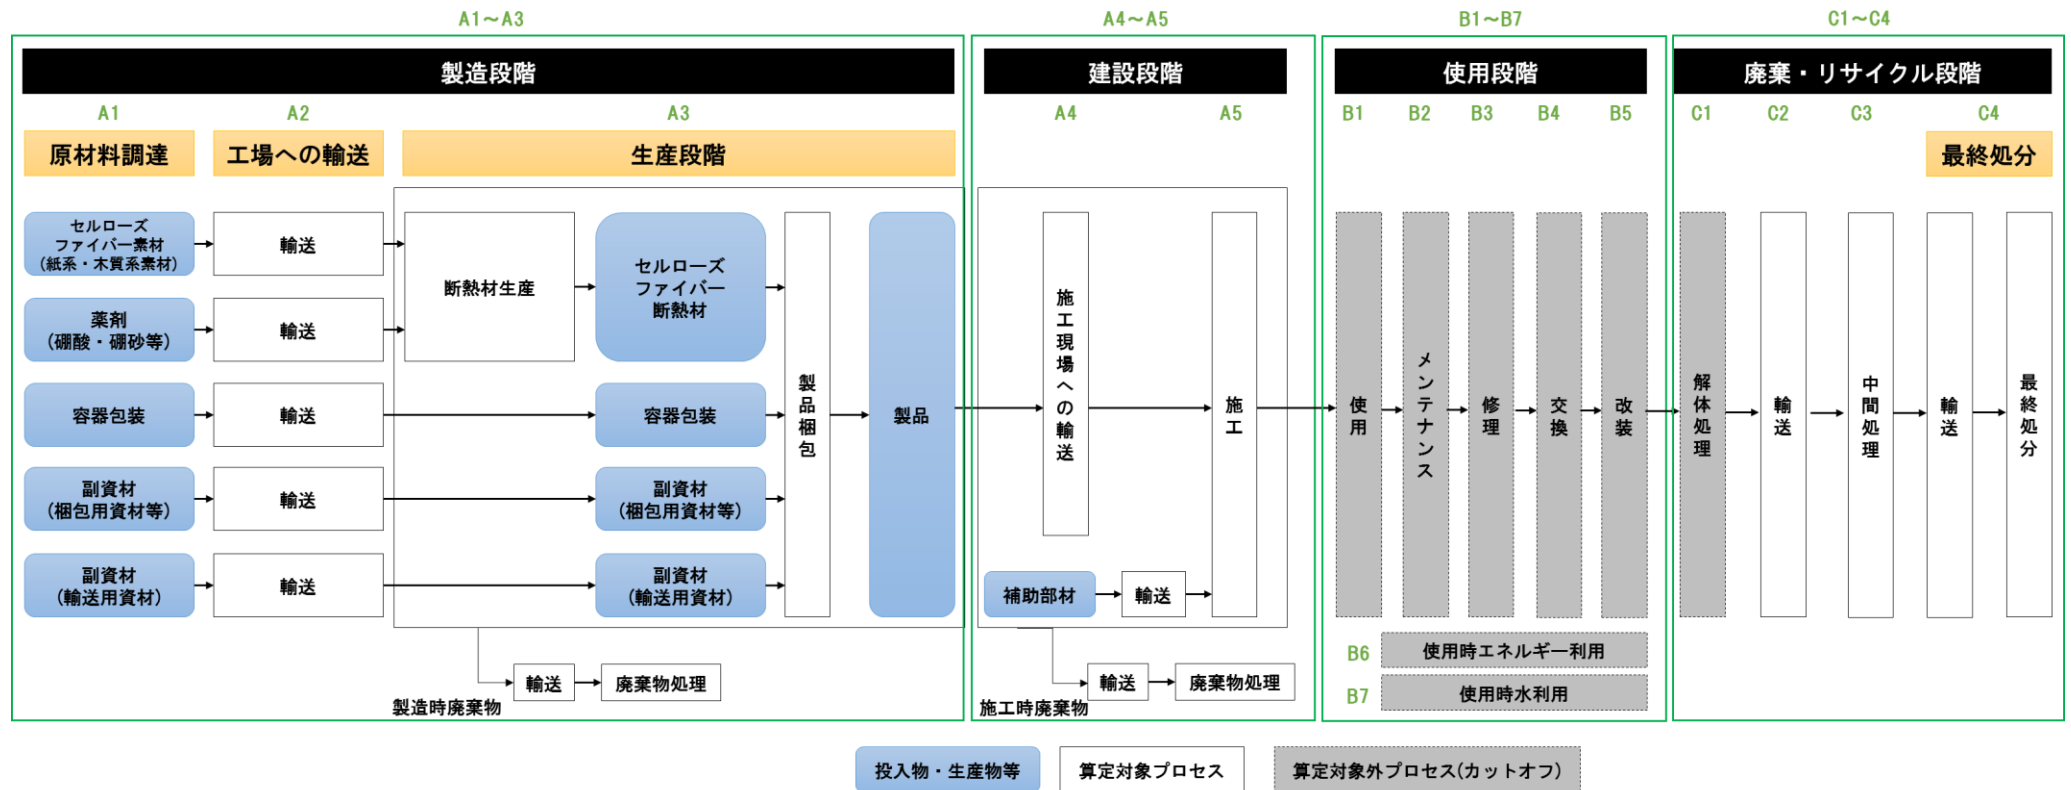 A1～A3
A4～A5
B1～B7
C1～C4
製造段階
建設段階
使用段階
廃棄・リサイクル段階
A1
A2
A3
A4
A5
B1
B2
B3
B4
B5
C1
C2
C3
C4
原材料調達
工場への輸送
生産段階
最終処分
セルローズ
ファイバー素材
(紙系・木質系素材)
輸送
薬剤
(硼酸・硼砂等)
輸送
断熱材生産
セルローズ
ファイバー
断熱材
容器包装
輸送
容器包装
副資材
(梱包用資材等)
輸送
副資材
(梱包用資材等)
副資材
(輸送用資材)
輸送
副資材
(輸送用資材)
製品梱包
製品
輸送
廃棄物処理
製造時廃棄物
施工現場への輸送
施工
補助部材
輸送
輸送
廃棄物処理
施工時廃棄物
使用
メンテナンス
修理
交換
改装
B6
使用時エネルギー利用
B7
使用時水利用
解体処理
輸送
中間処理
輸送
最終処分
投入物・生産物等
算定対象プロセス
算定対象外プロセス(カットオフ)